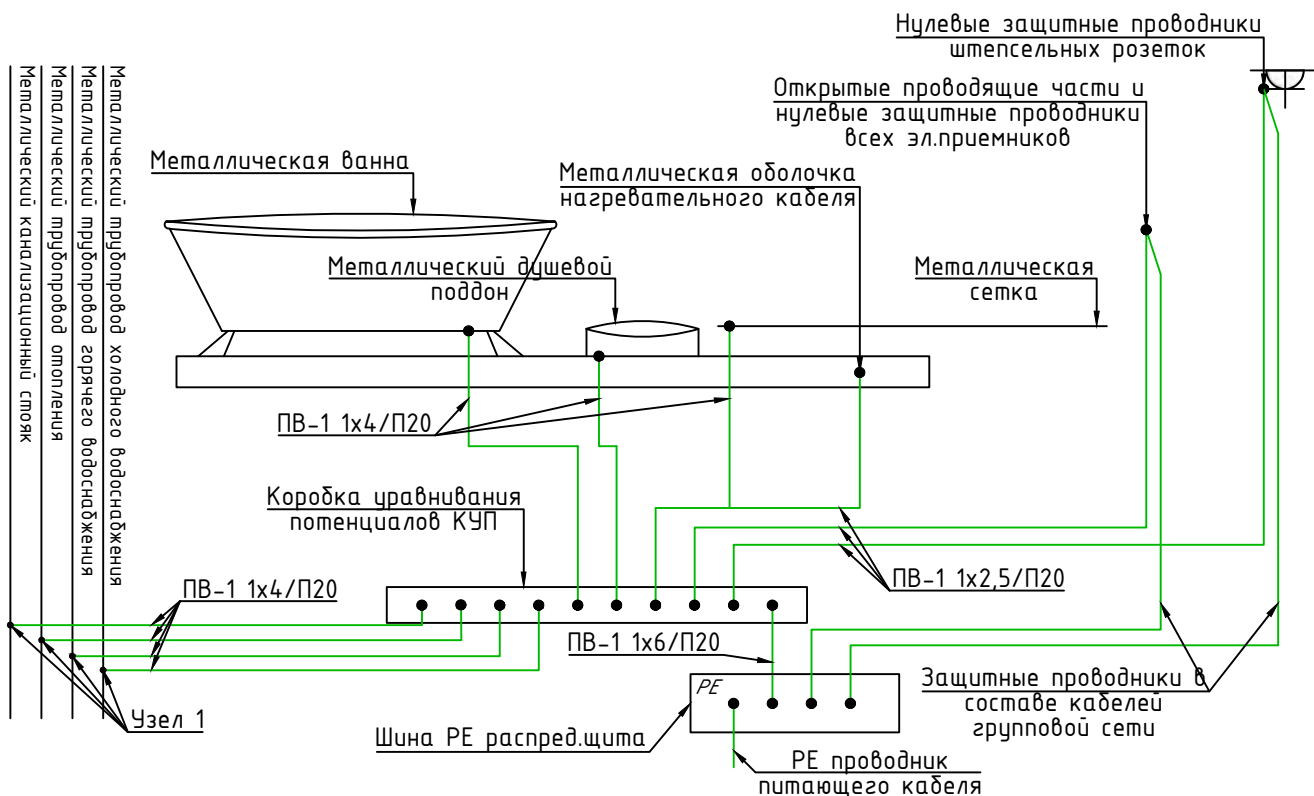 Нулевые защитные проводники
штепсельных розеток
Открытые проводящие части и
нулевые защитные проводники
всех эл.приемников
Металлическая ванна
Металлическая оболочка
нагревательного кабеля
Металлический душевой
поддон
Металлическая
сетка
Металлический канализационный стояк
Металлический трубопровод отопления
Металлический трубопровод горячего водоснабжения
Металлический трубопровод холодного водоснабжения
ПВ-1 1х4/П20
Коробка уравнивания
потенциалов КУП
ПВ-1 1х4/П20
ПВ-1 1х2,5/П20
ПВ-1 1х6/П20
РЕ
Защитные проводники в
составе кабелей
групповой сети
Узел 1
Шина РЕ распред.щита
РЕ проводник
питающего кабеля